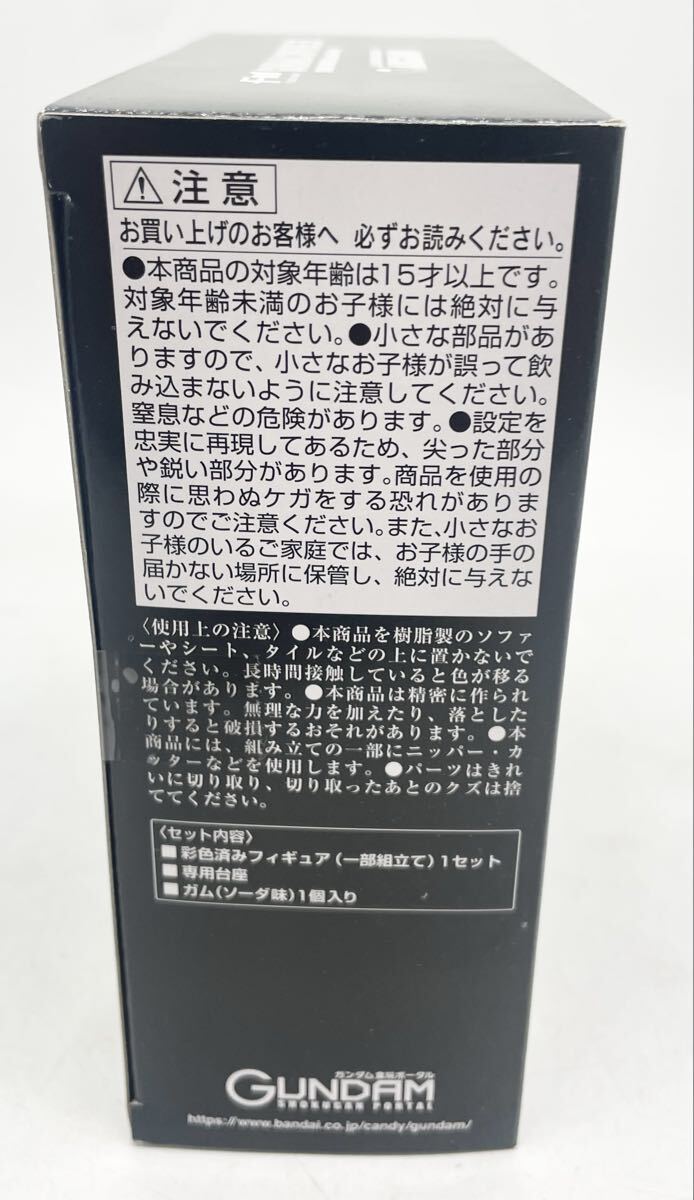 注意
お買い上げのお客様へ 必ずお読みください。
●本商品の対象年齢は15才以上です。
対象年齢未満のお子様には絶対に与
えないでください。●小さな部品があ
りますので、小さなお子様が誤って飲
み込まないように注意してください。
窒息などの危険があります。●設定を
忠実に再現してあるため、尖った部分
や鋭い部分があります。商品を使用の
際に思わぬケガをする恐れがありま
すのでご注意ください。また、小さなお
子様のいるご家庭では、お子様の手の
届かない場所に保管し、絶対に与えな
いでください。
〈使用上の注意〉●本商品を樹脂製のソファ
ーやシート、タイルなどの上に置かないで
ください。長時間接触していると色が移る
場合があります。●本商品は精密に作られ
ています。無理な力を加えたり、落とした
りすると破損するおそれがあります。●本
商品には、組み立ての一部にニッパー・カ
ッターなどを使用します。●パーツはきれ
いに切り取り、切り取ったあとのクズは捨
ててください。
〈セット内容〉
■彩色済みフィギュア(一部組立て)1セット
■専用台座
■ガム(ソーダ味)1個入り
ガンダム食玩ポータル
GUNDAM
SHOKUGAN PORTAL
https://www.bandai.co.jp/candy/gundam/